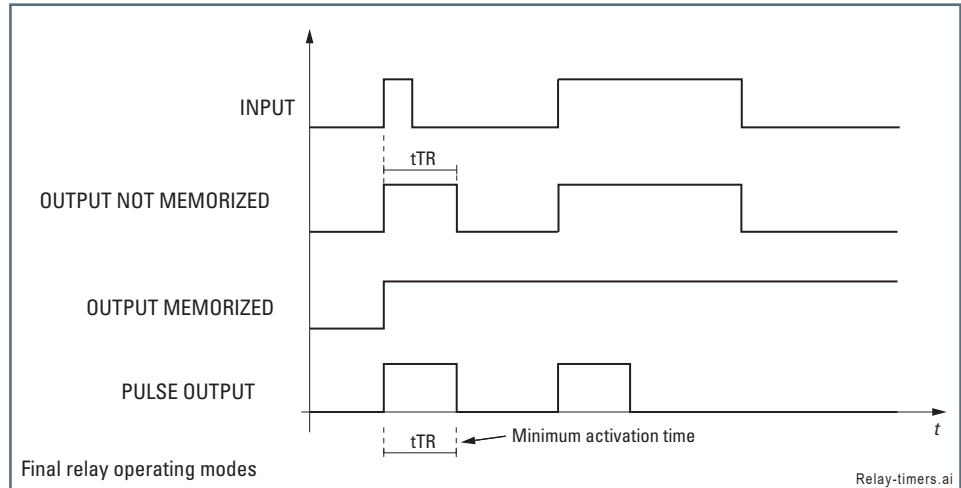 INPUT
tTR
OUTPUT NOT MEMORIZED
OUTPUT MEMORIZED
PULSE OUTPUT
t
tTR
Minimum activation time
Final relay operating modes
Relay-timers.ai